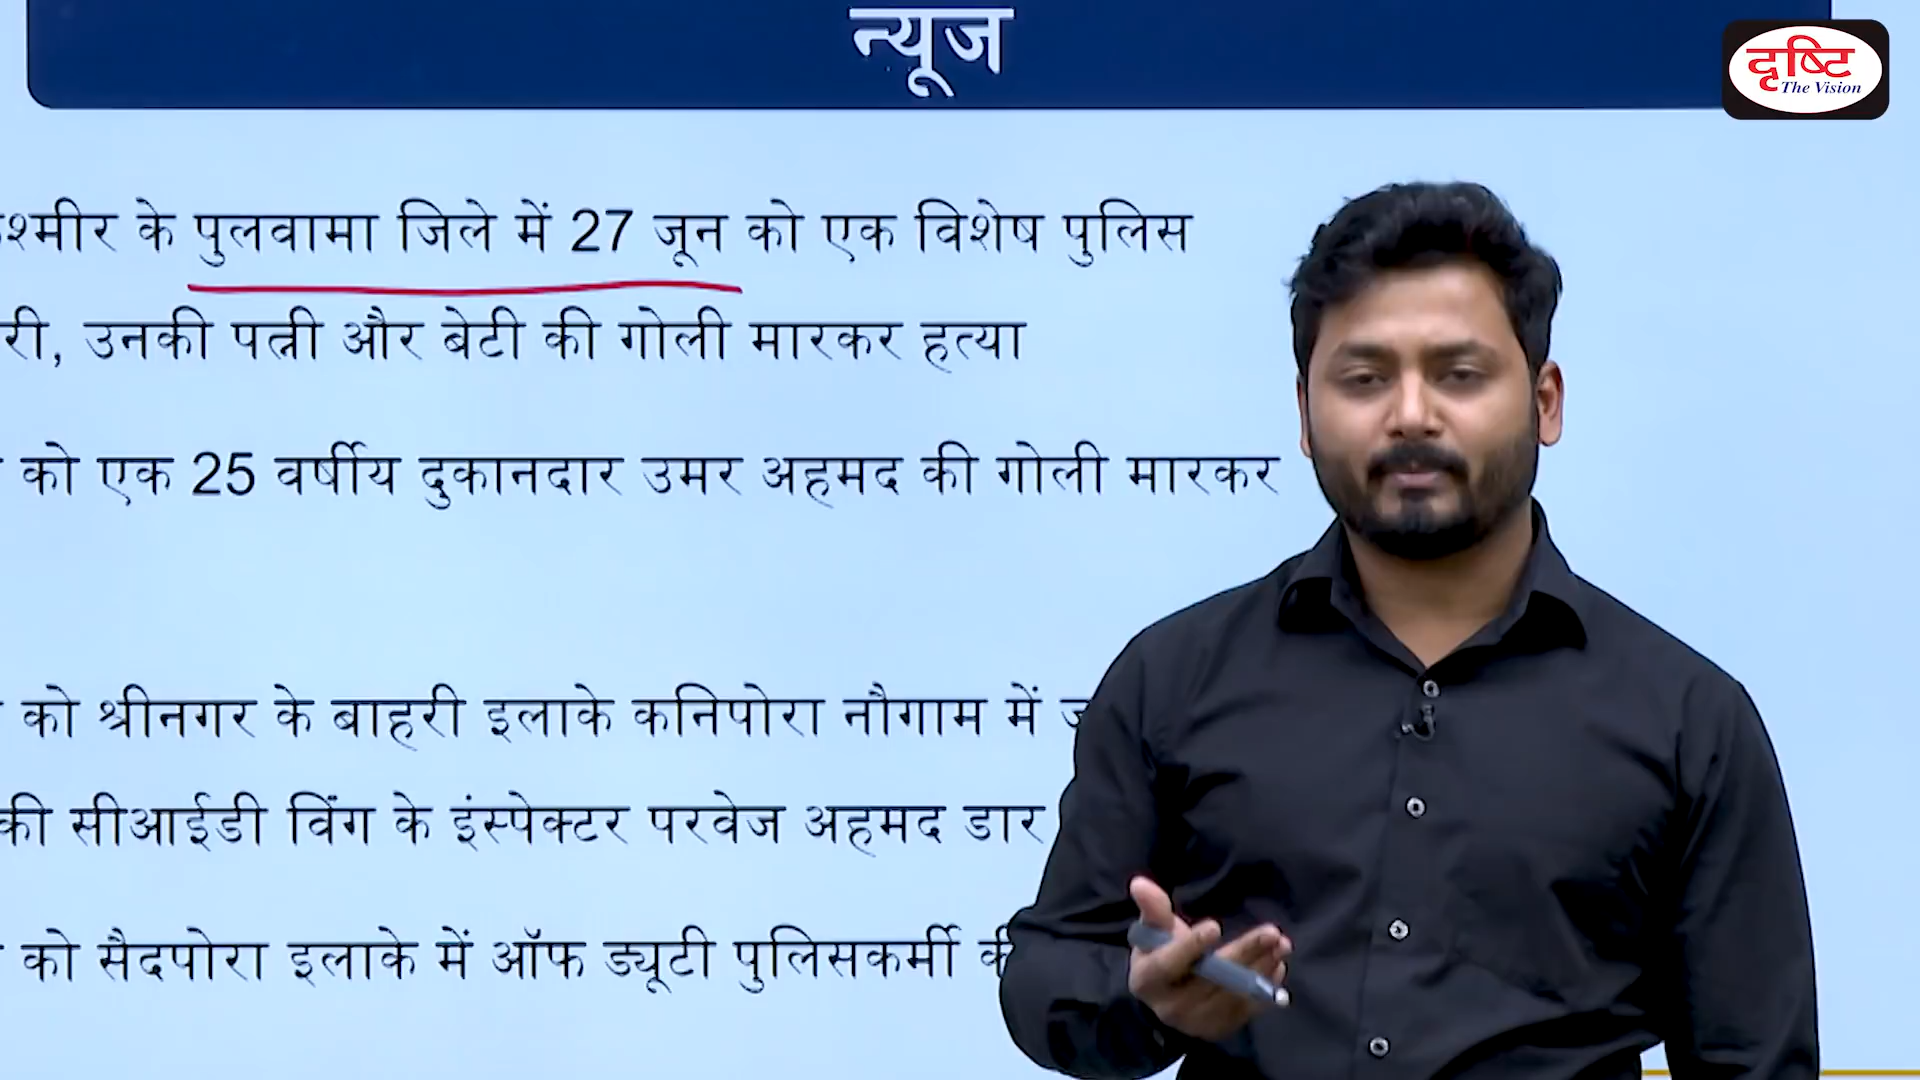 न्यूज
दृष्टि
The Vision
के पुलवामा जिले में 27 जून को एक विशेष पुलिस
उनकी पत्नी और बेटी की गोली मारकर हत्या
को एक 25 वर्षीय दुकानदार उमर अहमद की गोली मारकर
को श्रीनगर के बाहरी इलाके कनिपोरा नौगाम में
की सीआईडी विंग के इंस्पेक्टर परवेज अहमद डार
को सैदपोरा इलाके में ऑफ ड्यूटी पुलिसकर्मी